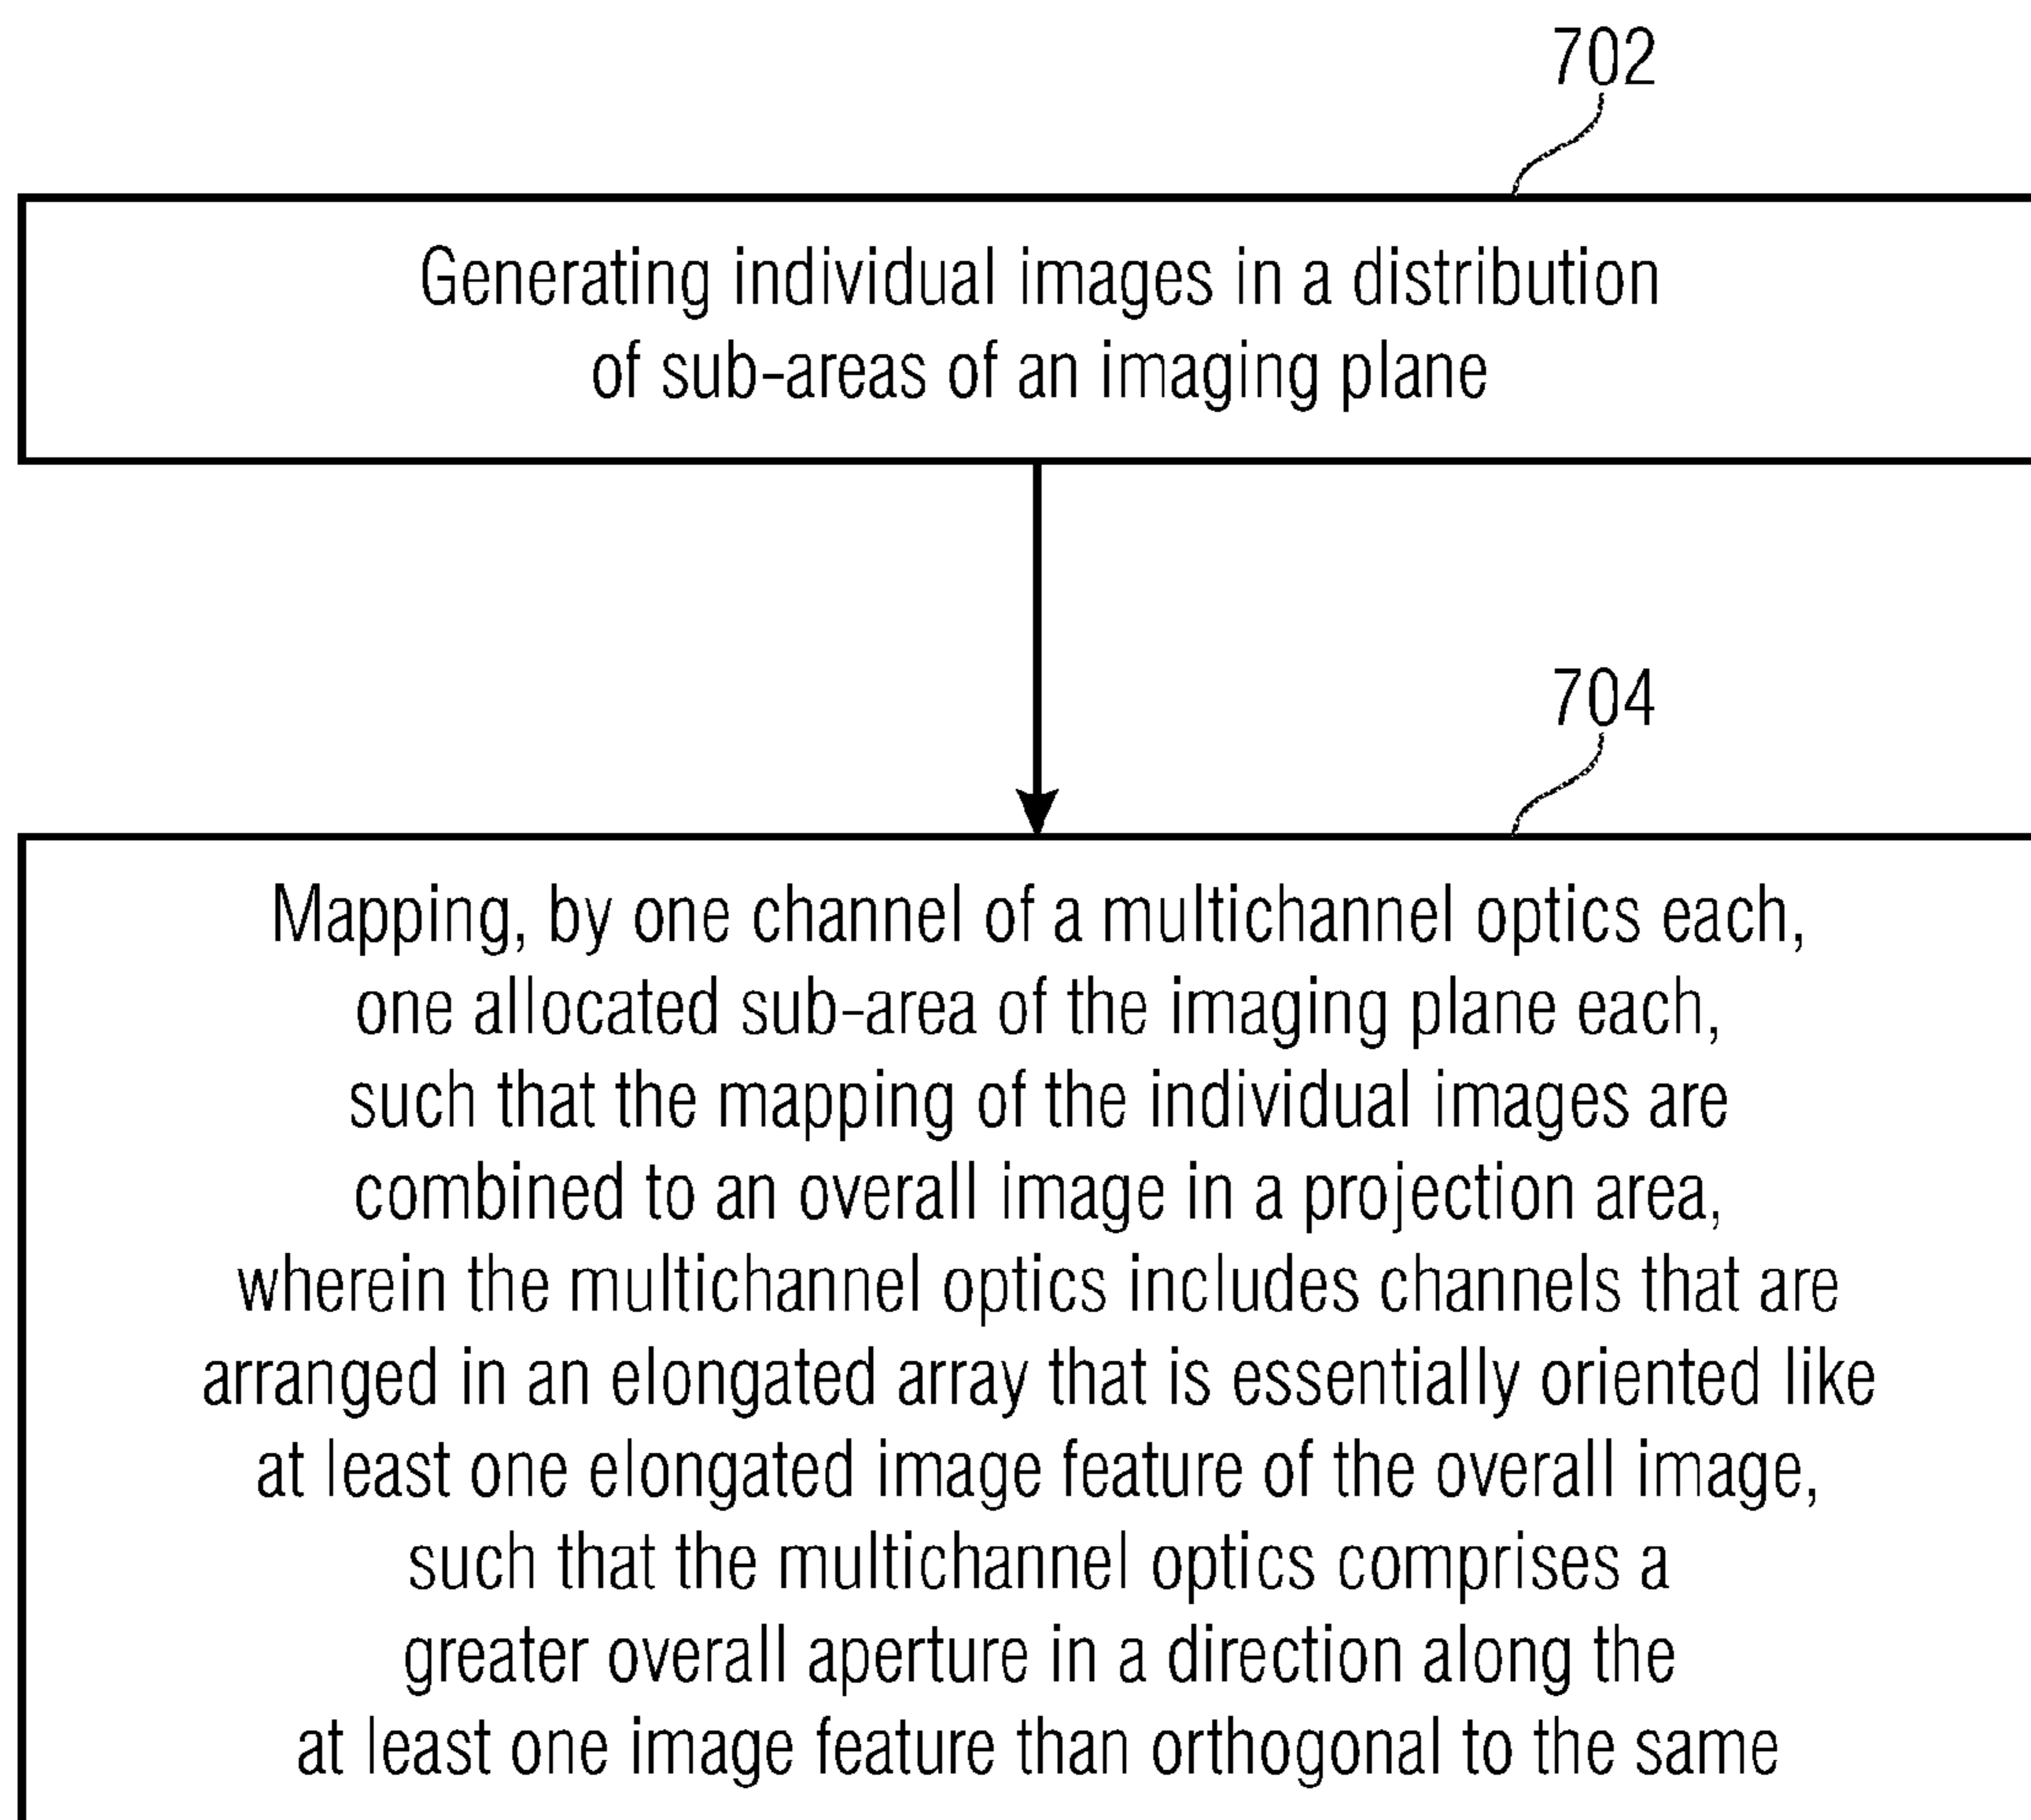 702
Generating individual images in a distribution
of sub-areas of an imaging plane
704
Mapping, by one channel of a multichannel optics each,
one allocated sub-area of the imaging plane each,
such that the mapping of the individual images are
combined to an overall image in a projection area,
wherein the multichannel optics includes channels that are
arranged in an elongated array that is essentially oriented like
at least one elongated image feature of the overall image,
such that the multichannel optics comprises a
greater overall aperture in a direction along the
at least one image feature than orthogonal to the same